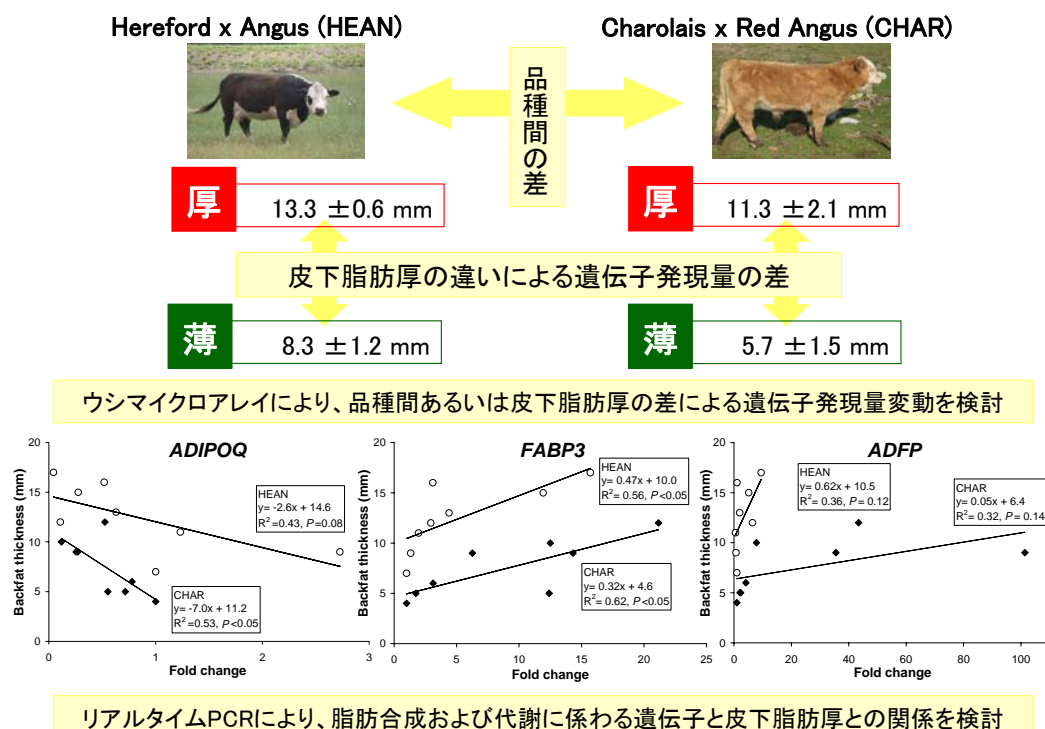 Hereford x Angus (HEAN)
Charolais x Red Angus (CHAR)
品種間の差
厚
13.3 ±0.6 mm
厚
11.3 ±2.1 mm
皮下脂肪厚の違いによる遺伝子発現量の差
薄
8.3 ±1.2 mm
薄
5.7 ±1.5 mm
ウシマイクロアレイにより、品種間あるいは皮下脂肪厚の差による遺伝子発現量変動を検討
ADIPOQ
Backfat thickness (mm)
20
15
10
5
0
HEAN
y= -2.6x + 14.6
R²=0.43, P=0.08
CHAR
y= -7.0x + 11.2
R²=0.53, P<0.05
0 1 2 3
Fold change
FABP3
Backfat thickness (mm)
20
15
10
5
0
HEAN
y= 0.47x + 10.0
R²=0.56, P<0.05
CHAR
y= 0.32x + 4.6
R²=0.62, P<0.05
0 5 10 15 20 25
Fold change
ADFP
Backfat thickness (mm)
20
15
10
5
0
HEAN
y= 0.62x + 10.5
R²=0.36, P= 0.12
CHAR
y= 0.05x + 6.4
R²=0.32, P= 0.14
0 20 40 60 80 100
Fold change
リアルタイムPCRにより、脂肪合成および代謝に係わる遺伝子と皮下脂肪厚との関係を検討